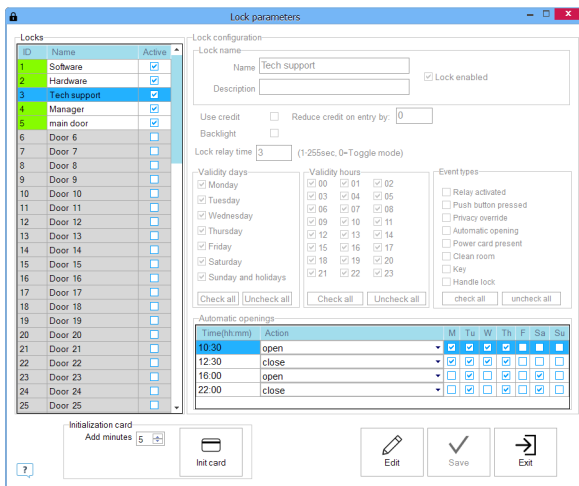 Lock parameters
Locks
ID Name Active
1 Software
2 Hardware
3 Tech support
4 Manager
5 main door
6 Door 6
7 Door 7
8 Door 8
9 Door 9
10 Door 10
11 Door 11
12 Door 12
13 Door 13
14 Door 14
15 Door 15
16 Door 16
17 Door 17
18 Door 18
19 Door 19
20 Door 20
21 Door 21
22 Door 22
23 Door 23
24 Door 24
25 Door 25
Lock configuration
Lock name
Name Tech support
Lock enabled
Description
Use credit Reduce credit on entry by: 0
Backlight
Lock relay time 3 (1-255sec, 0=Toggle mode)
Validity days
Monday
Tuesday
Wednesday
Thursday
Friday
Saturday
Sunday and holidays
Check all Uncheck all
Validity hours
00 01 02
03 04 05
06 07 08
09 10 11
12 13 14
15 16 17
18 19 20
21 22 23
Check all Uncheck all
Event types
Relay activated
Push button pressed
Privacy override
Automatic opening
Power card present
Clean room
Key
Handle lock
check all uncheck all
Automatic openings
Time(hh:mm) Action M Tu W Th F Sa Su
10:30 open
12:30 close
16:00 open
22:00 close
Initialization card
Add minutes 5
Init card
Edit
Save
Exit
?